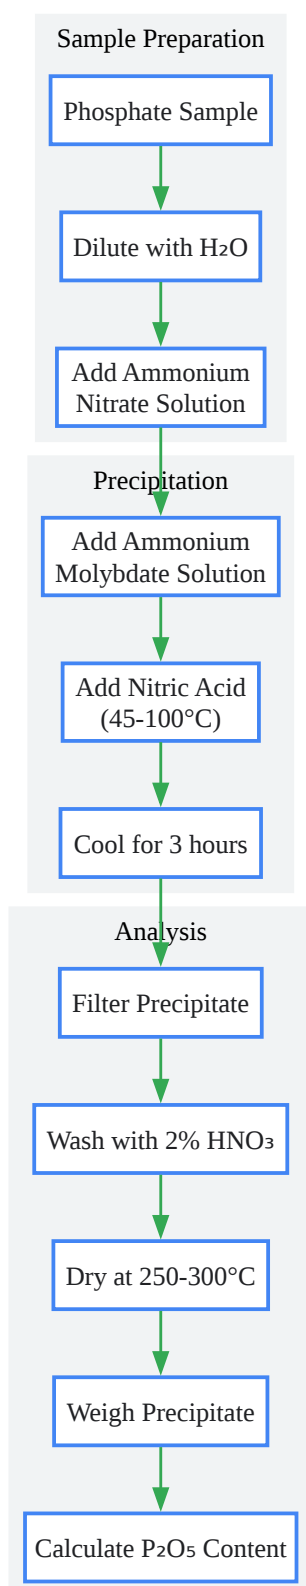 Sample Preparation
Phosphate Sample
Dilute with H₂O
Add Ammonium
Nitrate Solution
Precipitation
Add Ammonium
Molybdate Solution
Add Nitric Acid
(45-100°C)
Cool for 3 hours
Analysis
Filter Precipitate
Wash with 2% HNO₃
Dry at 250-300°C
Weigh Precipitate
Calculate P₂O₅ Content